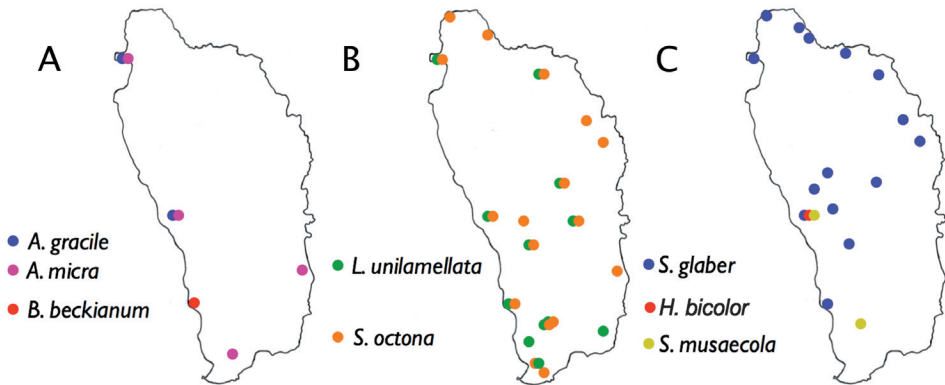 A
B
C
A. gracile
A. micra
B. beckianum
L. unilamellata
S. octona
S. glaber
H. bicolor
S. musaecola